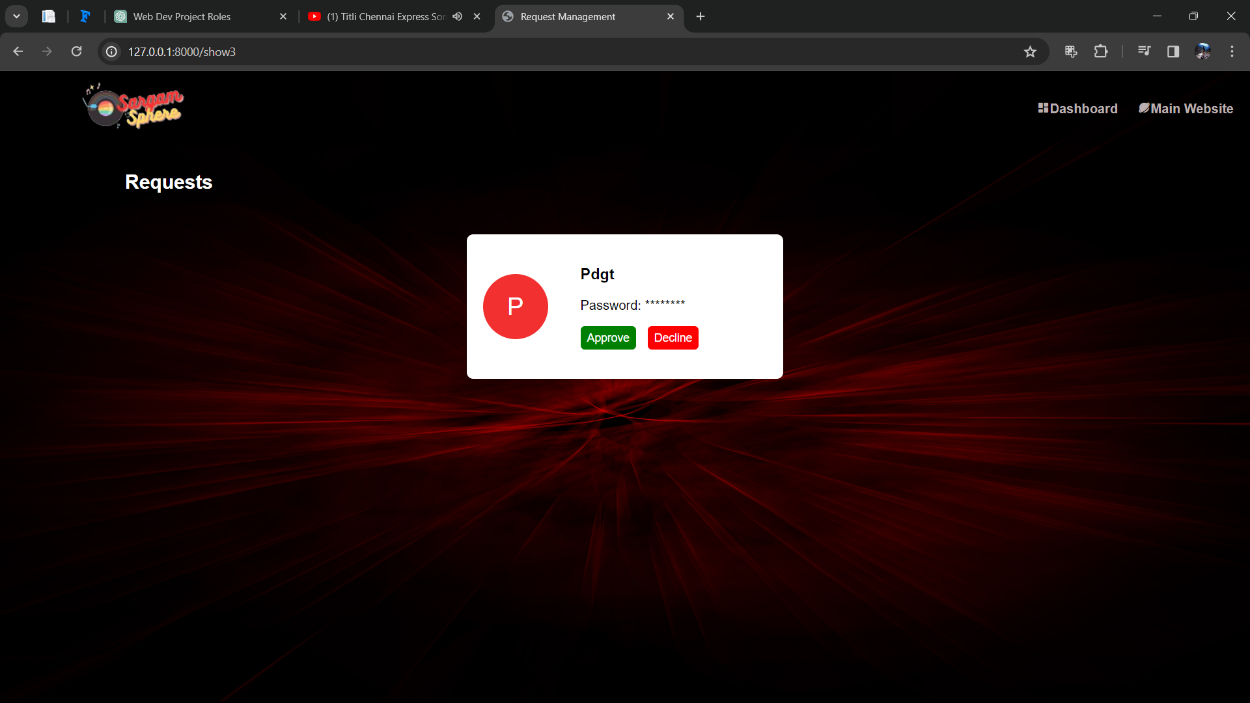 Web Dev Project Roles
(1) Titli Chennai Express Son
Request Management
127.0.0.1:8000/show3
Sargam
Sphere
Dashboard
Main Website
Requests
P
Pdgt
Password: ********
Approve
Decline